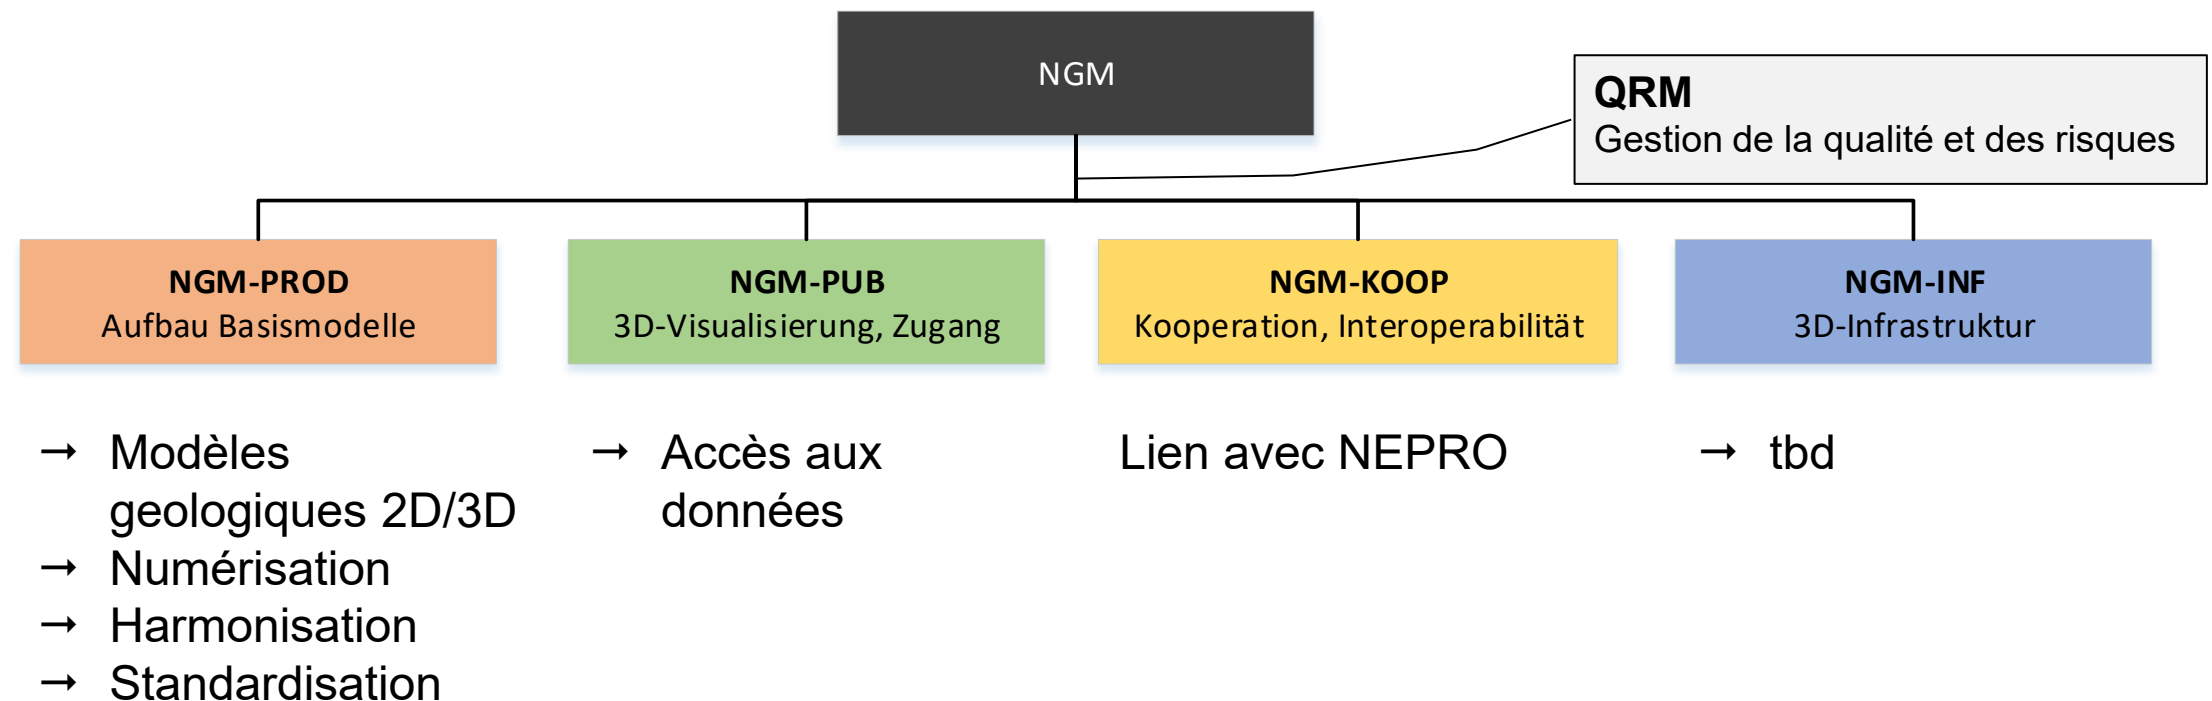 NGM
QRM
Gestion de la qualité et des risques
NGM-PROD
Aufbau Basismodelle
NGM-PUB
3D-Visualisierung, Zugang
NGM-KOOP
Kooperation, Interoperabilität
NGM-INF
3D-Infrastruktur
→ Modèles
geologiques 2D/3D
→ Numérisation
→ Harmonisation
→ Standardisation
→ Accès aux
données
Lien avec NEPRO
→ tbd